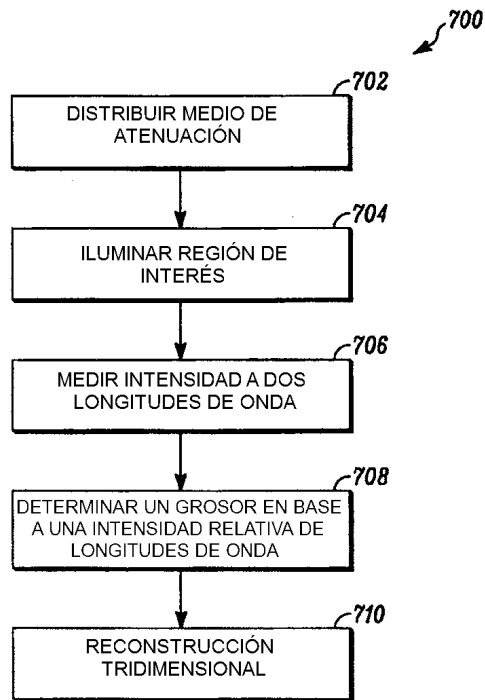 700
702
DISTRIBUIR MEDIO DE
ATENUACIÓN
704
ILUMINAR REGIÓN DE
INTERÉS
706
MEDIR INTENSIDAD A DOS
LONGITUDES DE ONDA
708
DETERMINAR UN GROSOR EN BASE
A UNA INTENSIDAD RELATIVA DE
LONGITUDES DE ONDA
710
RECONSTRUCCIÓN
TRIDIMENSIONAL